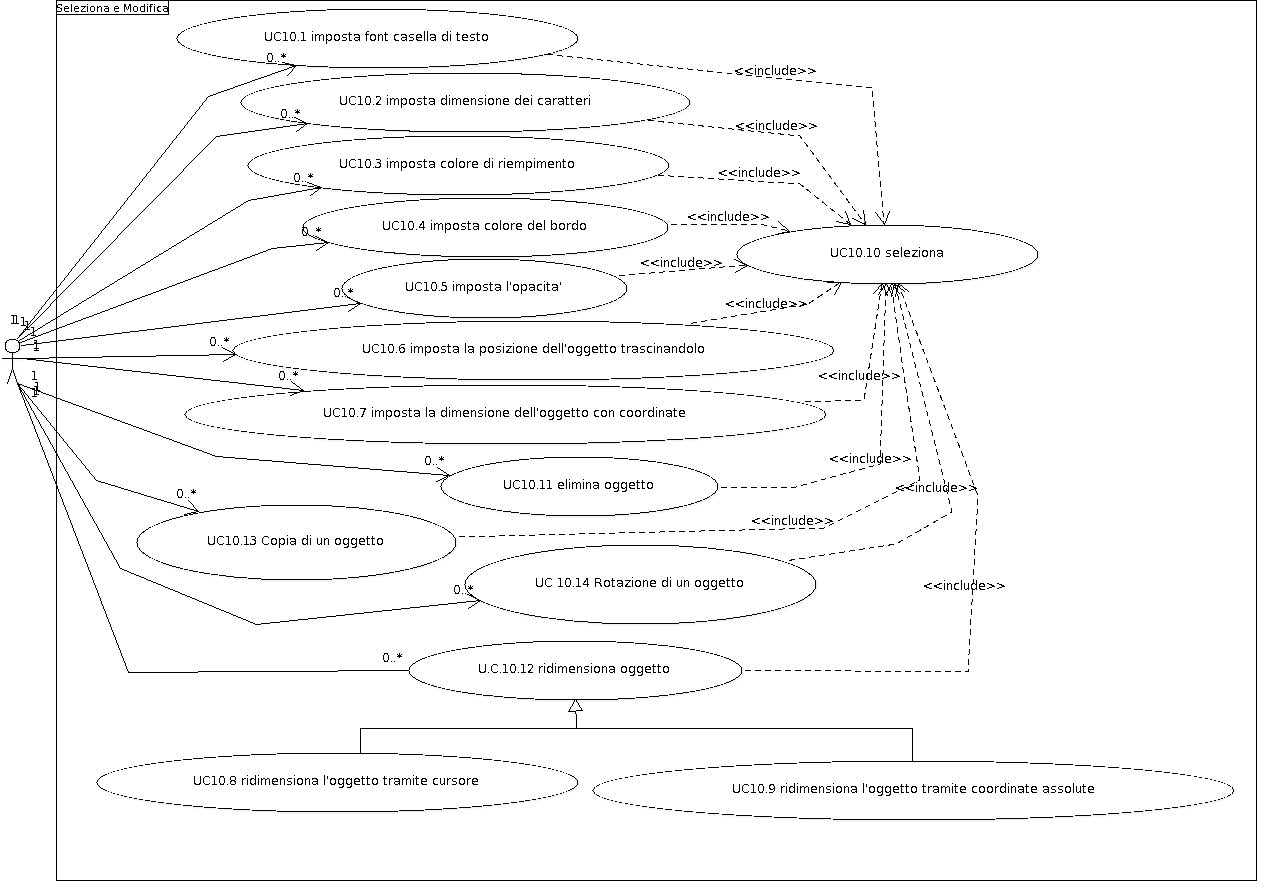 Seleziona e Modifica
UC10.1 imposta font casella di testo
0..*
<<include>>
UC10.2 imposta dimensione dei caratteri
0..*
<<include>>
UC10.3 imposta colore di riempimento
0..*
<<include>>
UC10.4 imposta colore del bordo
0..*
<<include>>
UC10.10 seleziona
UC10.5 imposta l'opacita'
0..*
<<include>>
<<include>>
1
1
1
1
1
1
UC10.6 imposta la posizione dell'oggetto trascinandolo
0..*
0..*
<<include>>
1
1
1
UC10.7 imposta la dimensione dell'oggetto con coordinate
0..*
<<include>>
UC10.11 elimina oggetto
<<include>>
0..*
<<include>>
UC10.13 Copia di un oggetto
UC 10.14 Rotazione di un oggetto
0..*
<<include>>
0..*
U.C.10.12 ridimensiona oggetto
UC10.8 ridimensiona l'oggetto tramite cursore
UC10.9 ridimensiona l'oggetto tramite coordinate assolute